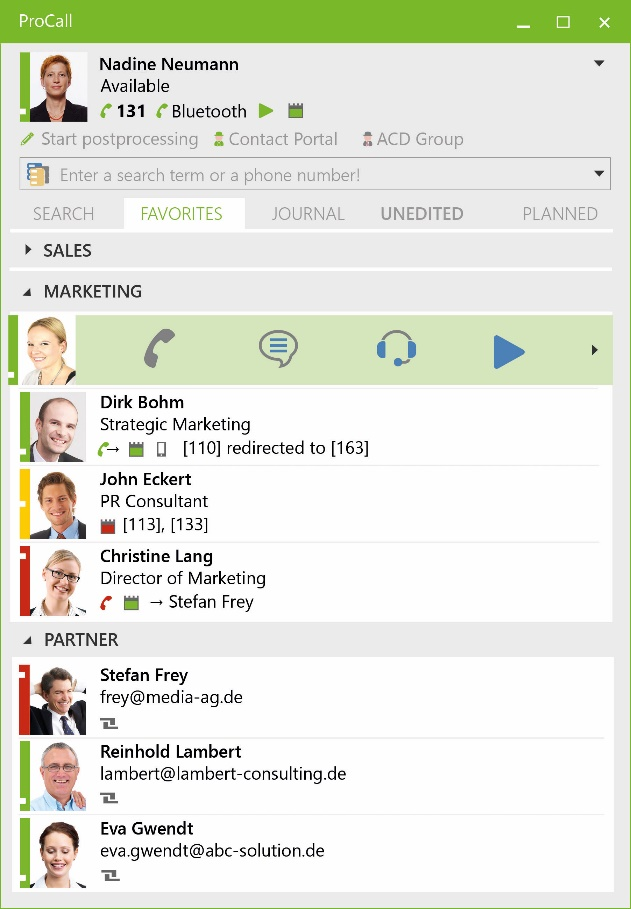 ProCall
Nadine Neumann
Available
131 Bluetooth
Start postprocessing Contact Portal ACD Group
Enter a search term or a phone number!
SEARCH FAVORITES JOURNAL UNEDITED PLANNED
SALES
MARKETING
Dirk Bohm
Strategic Marketing
[110] redirected to [163]
John Eckert
PR Consultant
[113], [133]
Christine Lang
Director of Marketing
→ Stefan Frey
PARTNER
Stefan Frey
frey@media-ag.de
Reinhold Lambert
lambert@lambert-consulting.de
Eva Gwendt
eva.gwendt@abc-solution.de